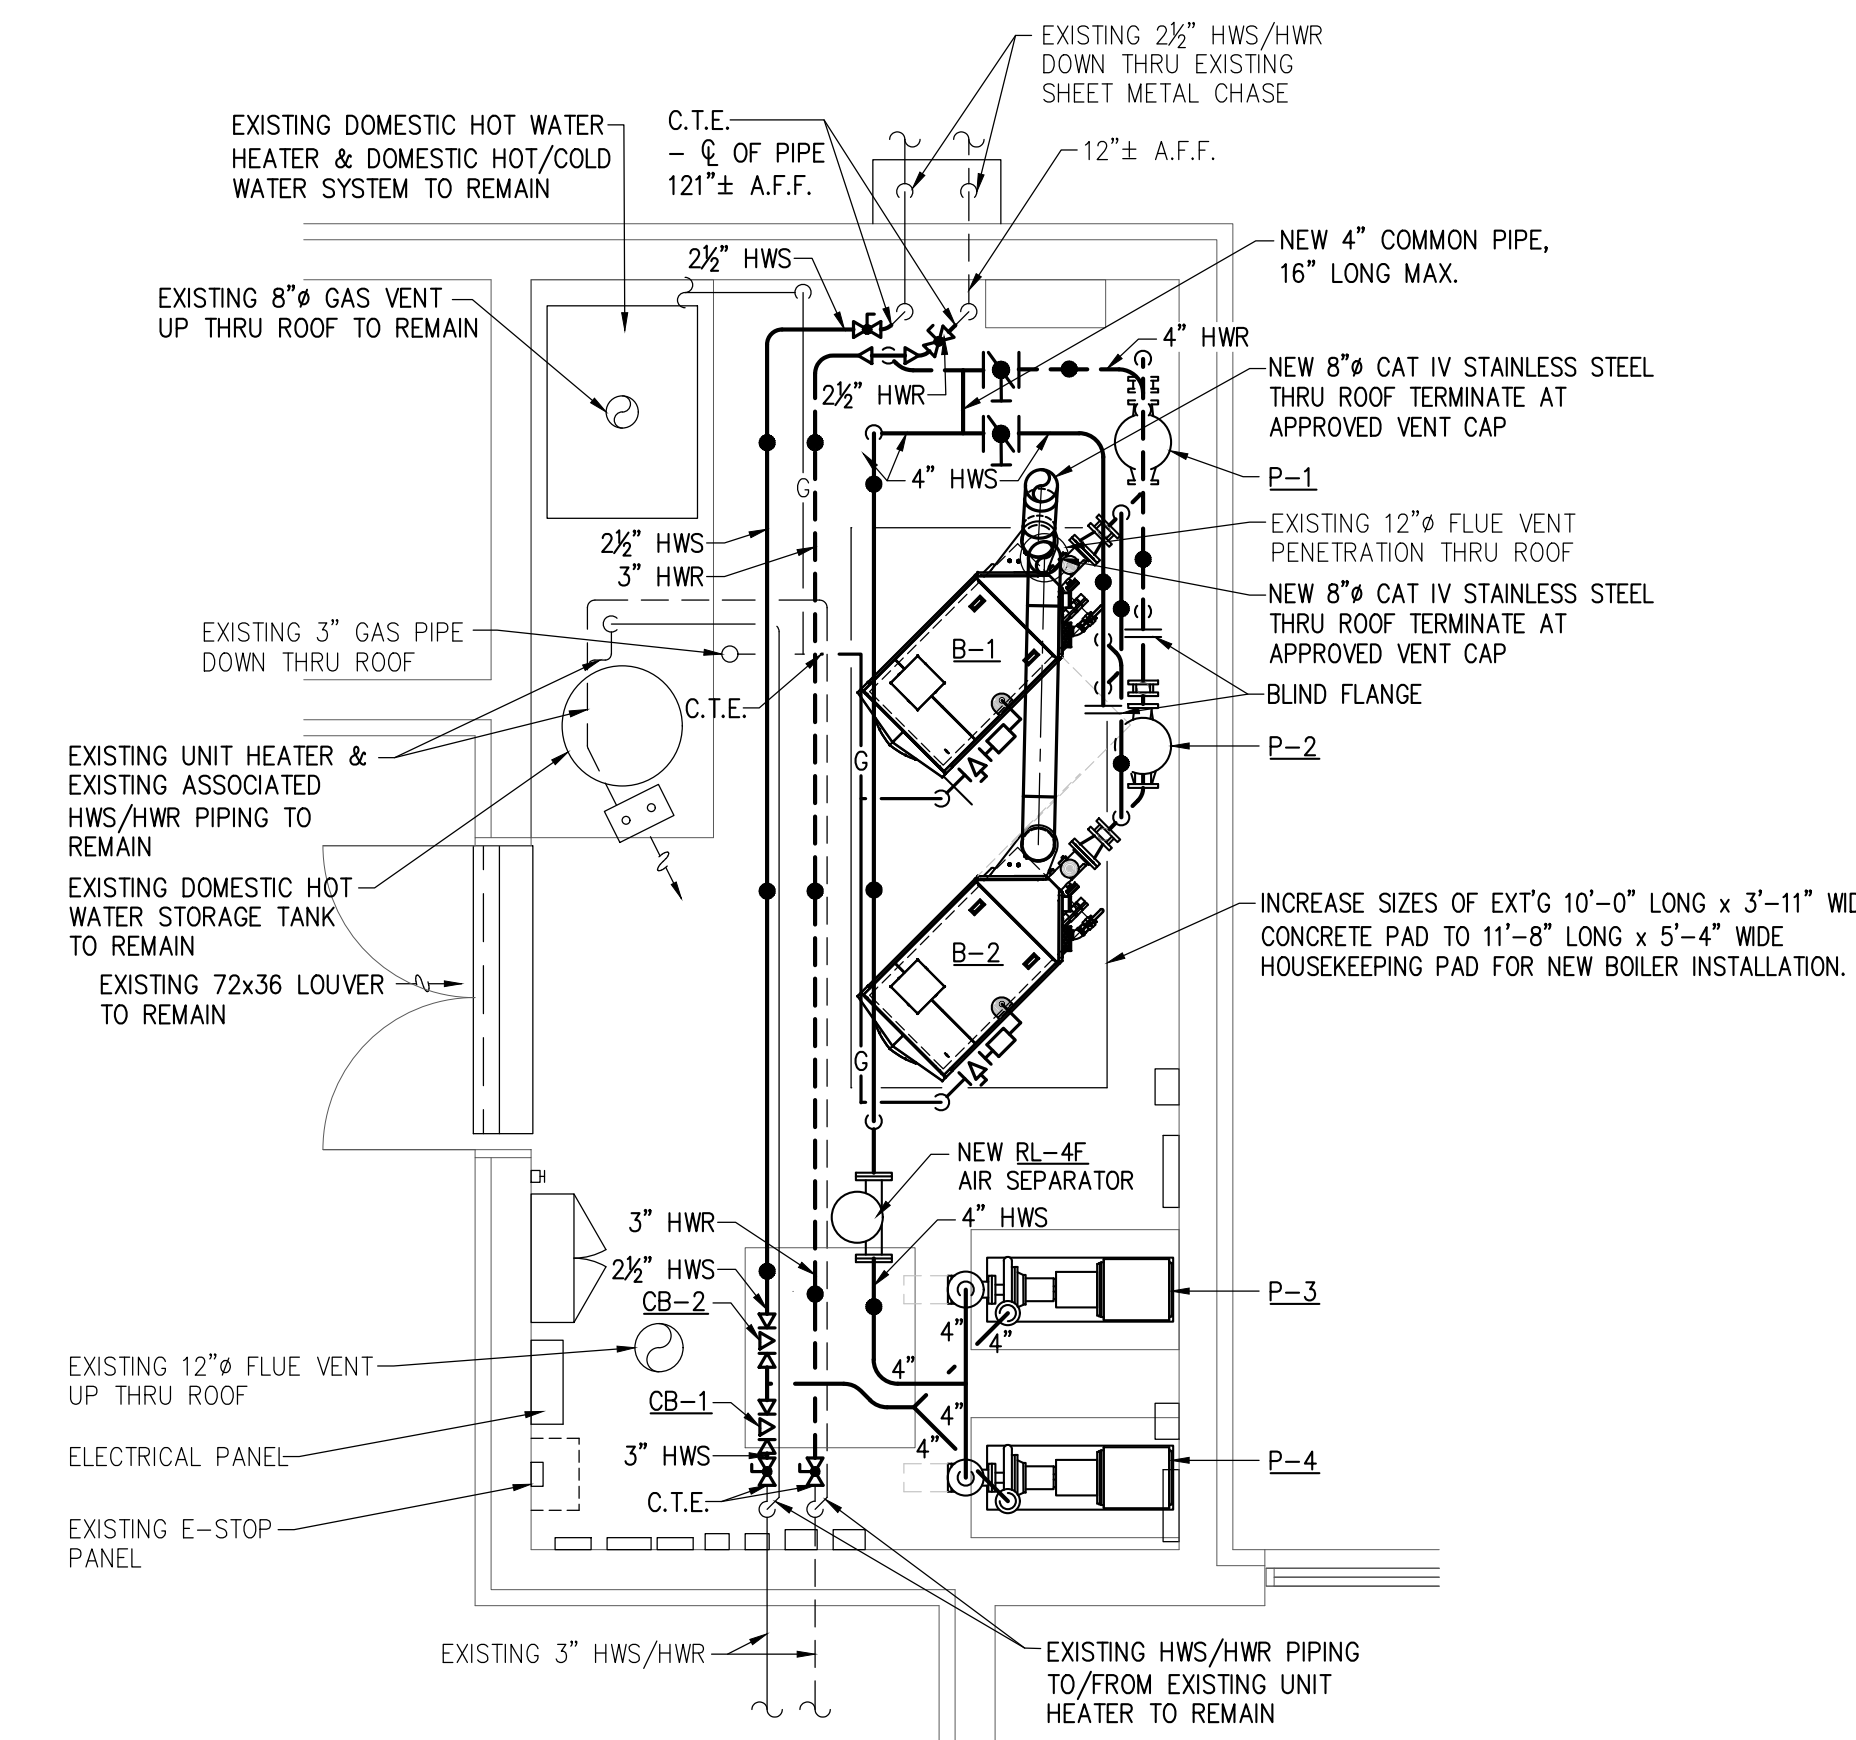 EXISTING 2½" HWS/HWR
DOWN THRU EXISTING
SHEET METAL CHASE
EXISTING DOMESTIC HOT WATER
HEATER & DOMESTIC HOT/COLD
WATER SYSTEM TO REMAIN
C.T.E.
- ℄ OF PIPE
121"± A.F.F.
12"± A.F.F.
NEW 4" COMMON PIPE,
16" LONG MAX.
2½" HWS
EXISTING 8"ø GAS VENT
UP THRU ROOF TO REMAIN
4" HWR
NEW 8"ø CAT IV STAINLESS STEEL
THRU ROOF TERMINATE AT
APPROVED VENT CAP
2½" HWR
4" HWS
G
P-1
EXISTING 12"ø FLUE VENT
PENETRATION THRU ROOF
2½" HWS
3" HWR
NEW 8"ø CAT IV STAINLESS STEEL
THRU ROOF TERMINATE AT
APPROVED VENT CAP
EXISTING 3" GAS PIPE
DOWN THRU ROOF
B-1
C.T.E.
BLIND FLANGE
G
P-2
EXISTING UNIT HEATER &
EXISTING ASSOCIATED
HWS/HWR PIPING TO
REMAIN
EXISTING DOMESTIC HOT
WATER STORAGE TANK
TO REMAIN
INCREASE SIZES OF EXT'G 10'-0" LONG x 3'-11" WID
CONCRETE PAD TO 11'-8" LONG x 5'-4" WIDE
HOUSEKEEPING PAD FOR NEW BOILER INSTALLATION.
B-2
EXISTING 72x36 LOUVER
TO REMAIN
G
NEW RL-4F
AIR SEPARATOR
3" HWR
4" HWS
2½" HWS
CB-2
P-3
4"
4"
EXISTING 12"ø FLUE VENT
UP THRU ROOF
4"
CB-1
4"
4"
ELECTRICAL PANEL
3" HWS
P-4
C.T.E.
EXISTING E-STOP
PANEL
EXISTING 3" HWS/HWR
EXISTING HWS/HWR PIPING
TO/FROM EXISTING UNIT
HEATER TO REMAIN